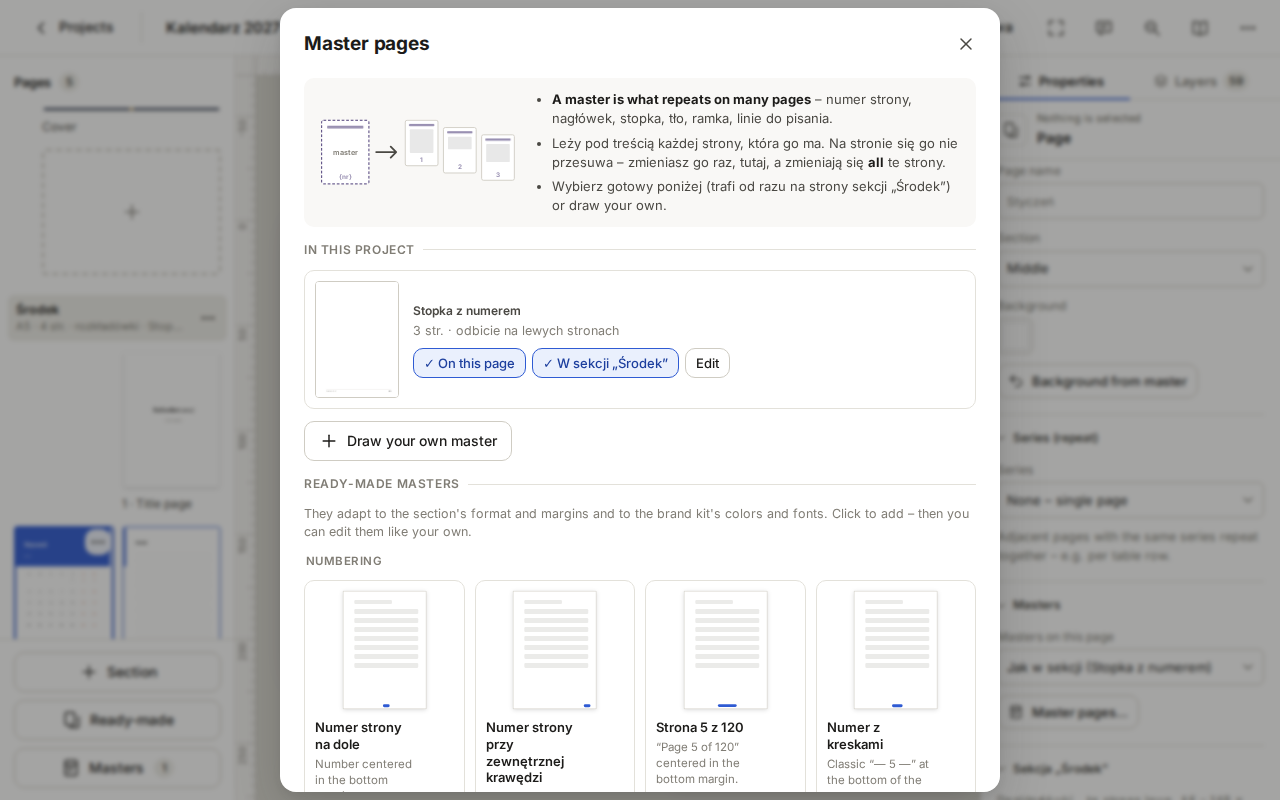 Projects
Kalendarz 2027
Master pages
Pages 6
Cover
Środek
1 · Title page
Section
Ready-made
Masters
master
{nr}
1
2
3
A master is what repeats on many pages – numer strony,
nagłówek, stopka, tło, ramka, linie do pisania.
Leży pod treścią każdej strony, która go ma. Na stronie się go nie
przesuwa – zmieniasz go raz, tutaj, a zmieniają się all te strony.
Wybierz gotowy poniżej (trafi od razu na strony sekcji „Środek”)
or draw your own.
IN THIS PROJECT
Stopka z numerem
3 str. · odbicie na lewych stronach
✓ On this page
✓ W sekcji „Środek”
Edit
Draw your own master
READY-MADE MASTERS
They adapt to the section's format and margins and to the brand kit's colors and fonts. Click to add – then you
can edit them like your own.
NUMBERING
Numer strony
na dole
Number centered
in the bottom
Numer strony
przy
zewnętrznej
krawędzi
Strona 5 z 120
“Page 5 of 120”
centered in the
bottom margin.
Numer z
kreskami
Classic “— 5 —” at
the bottom of the
Properties
Layers
Nothing is selected
Page
Page name
Styczeń
Section
Middle
Background
Background from master
Series (repeat)
Series
None – single page
Adjacent pages with the same series repeat
together – e.g. per table row.
Masters
Masters on this page
Jak w sekcji (Stopka z numerem)
Master pages...
Sekcja „Środek”